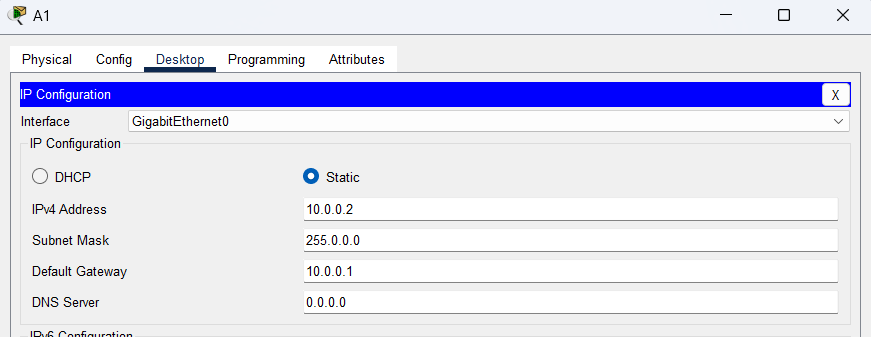 A1
Physical Config Desktop Programming Attributes
IP Configuration X
Interface GigabitEthernet0
IP Configuration
DHCP Static
IPv4 Address 10.0.0.2
Subnet Mask 255.0.0.0
Default Gateway 10.0.0.1
DNS Server 0.0.0.0
IPv6 Configuration